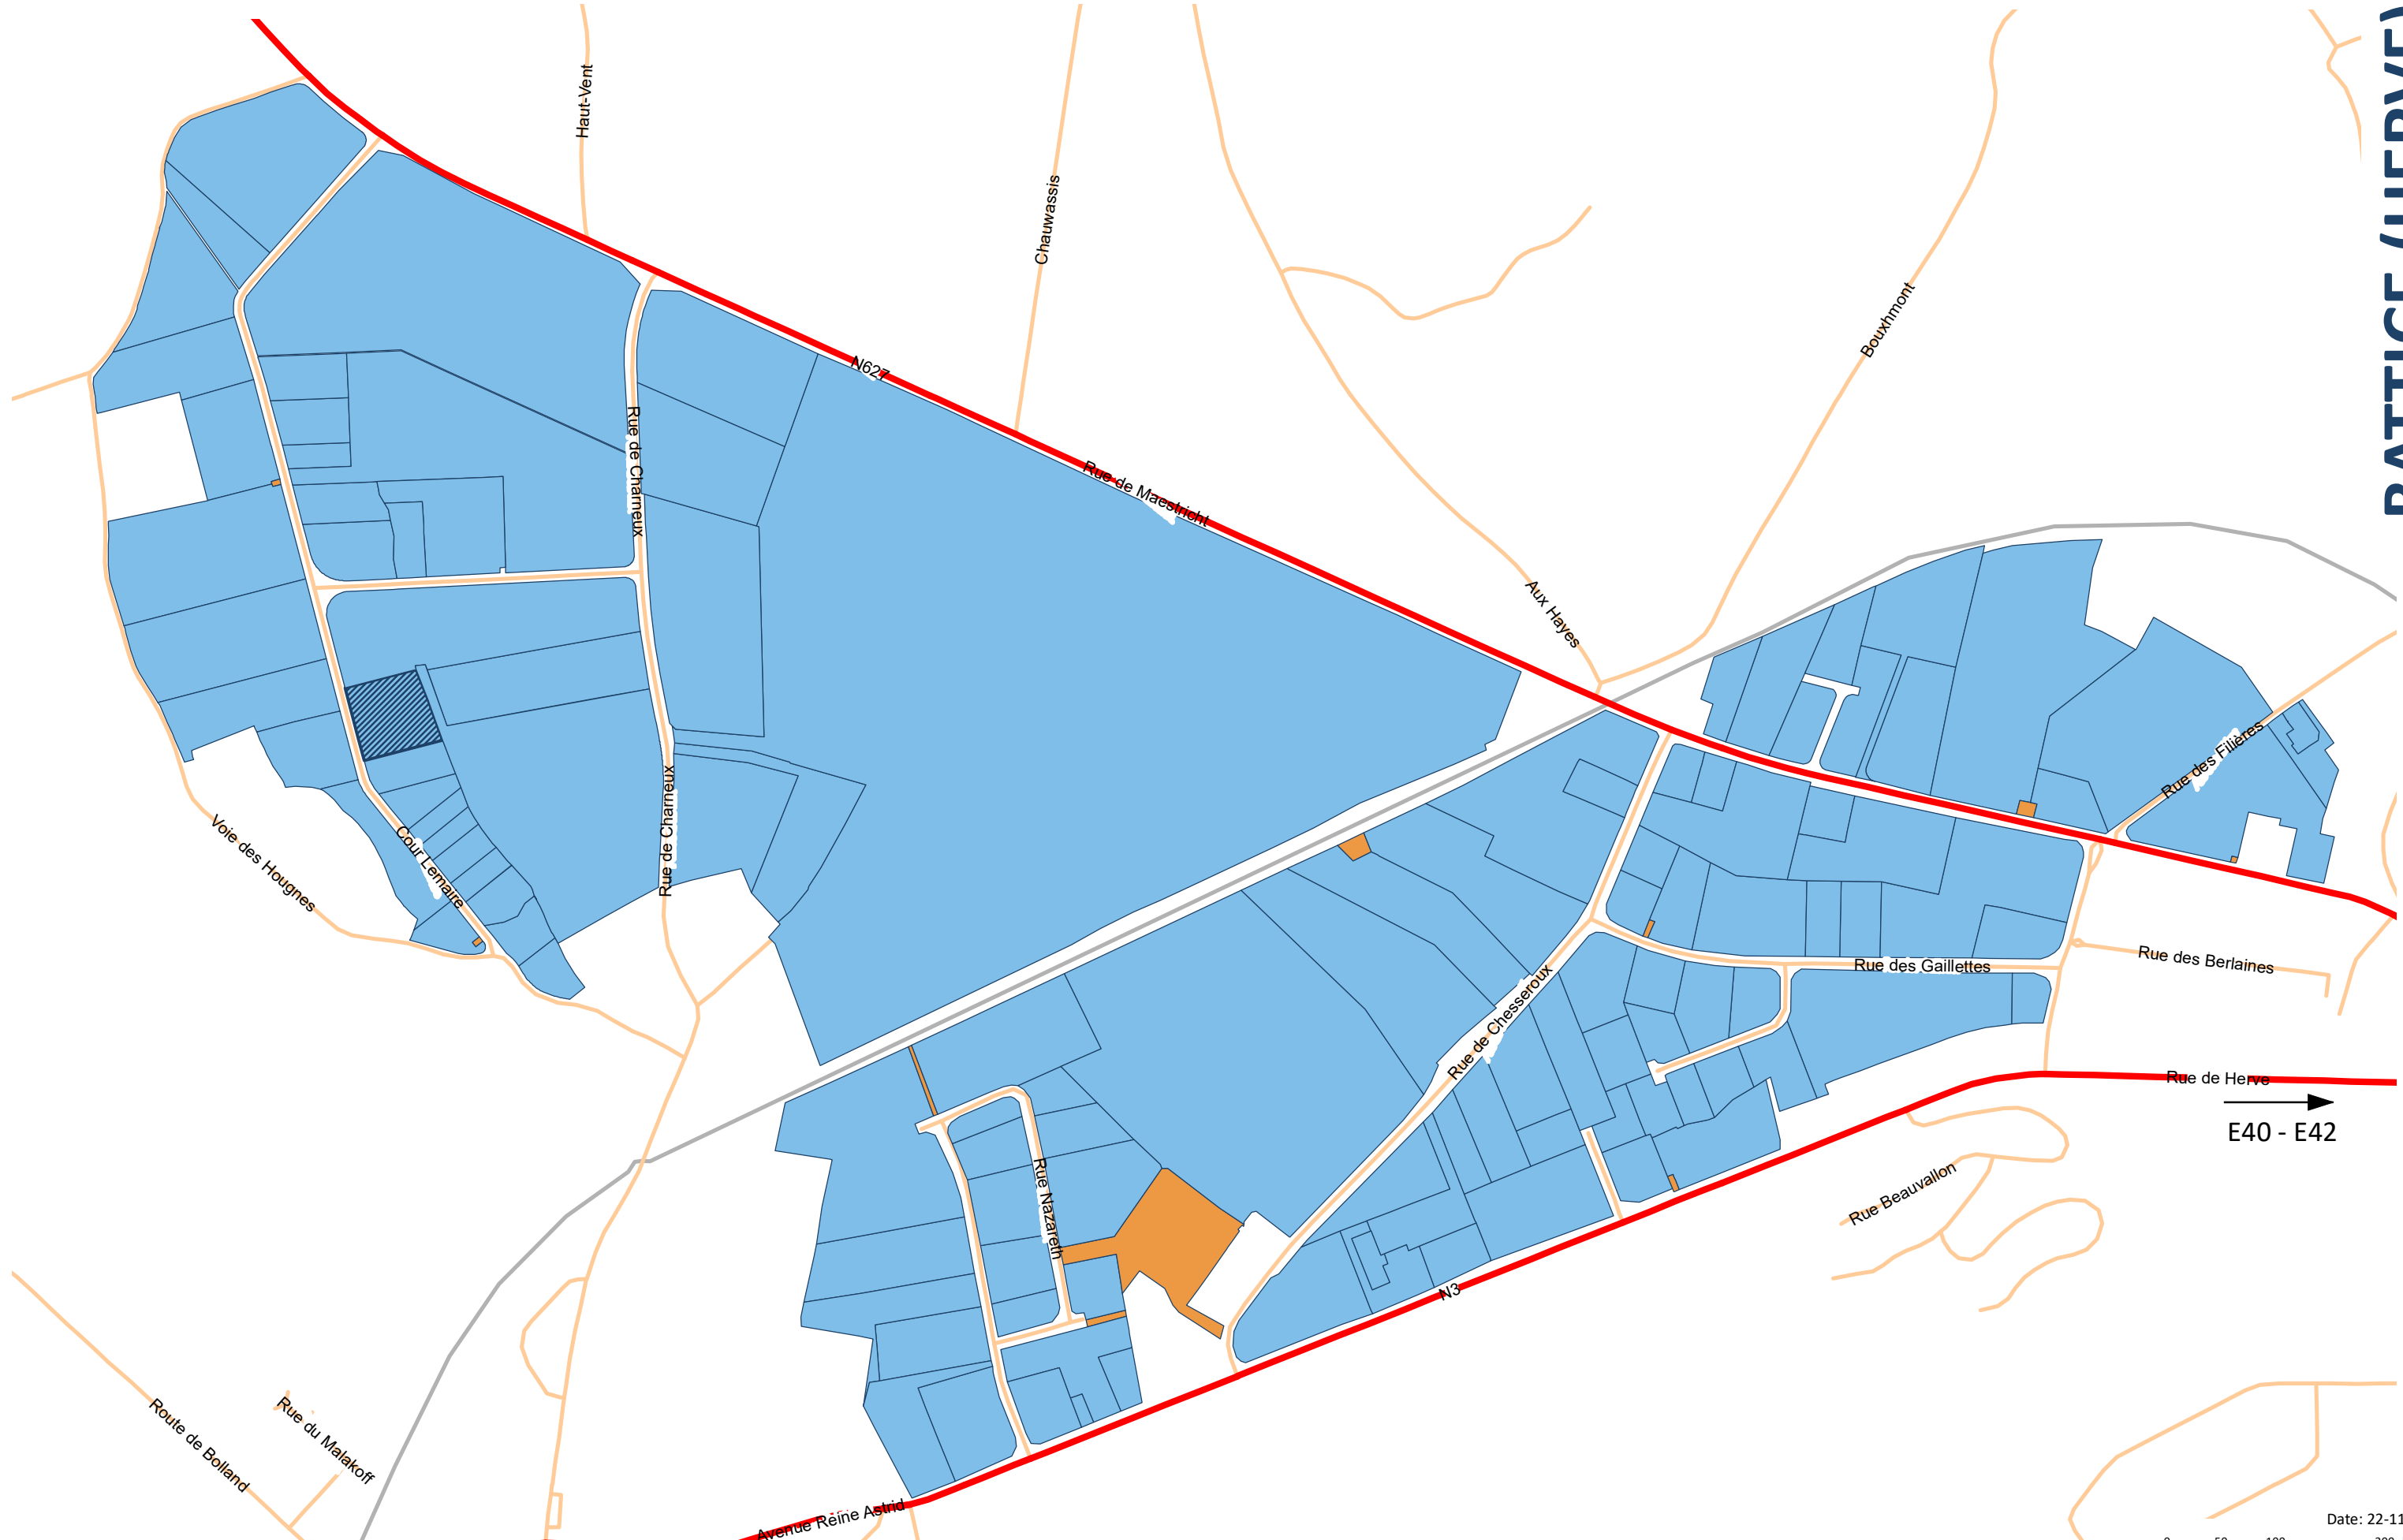 Haut-Vent
Chauwassis
Bouxhmont
N627
Rue de Charneux
Rue de Maestricht
Aux Hayes
Rue des Filières
Rue de Charneux
Cour Lemaire
Voie des Hougnes
Rue des Gaillettes
Rue des Berlaines
Rue de Chesseroux
Rue de Herve
E40 - E42
Rue Nazareth
Rue Beauvallon
N3
Route de Bolland
Rue du Malakoff
Avenue Reine Astrid
Date: 22-11